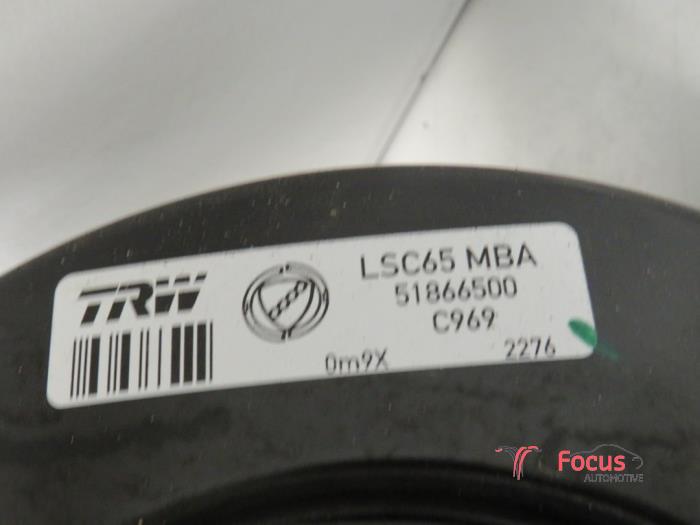 TRW
LSC65 MBA
51866500
C969
0m9X
2276
Focus
AUTOMOTIVE